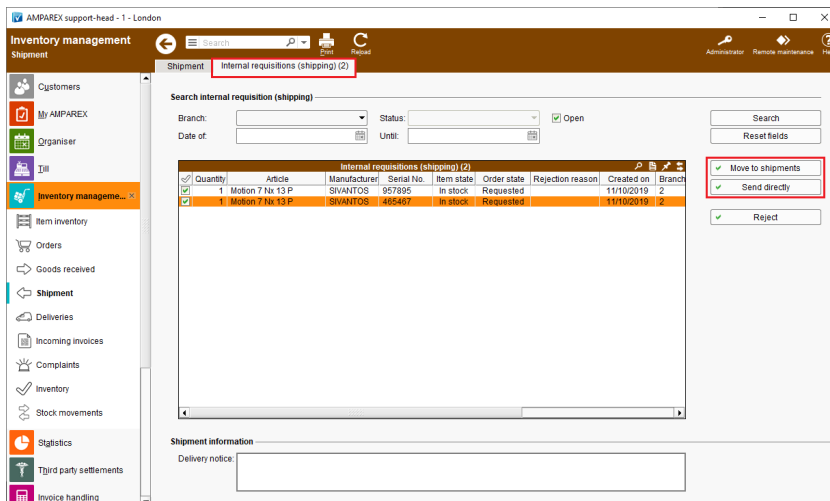 AMPAREX support-head - 1 - London
Inventory management
Shipment
Search
Print
Reload
Administrator
Remote maintenance
He
Shipment
Internal requisitions (shipping) (2)
Customers
My AMPAREX
Organiser
Till
Inventory manageme...
Item inventory
Orders
Goods received
Shipment
Deliveries
Incoming invoices
Complaints
Inventory
Stock movements
Statistics
Third party settlements
Invoice handling
Search internal requisition (shipping)
Branch:
Status:
Open
Search
Date of:
Until:
Reset fields
Internal requisitions (shipping) (2)
Quantity Article Manufacturer Serial No. Item state Order state Rejection reason Created on Branch
1 Motion 7 Nx 13 P SIVANTOS 957895 In stock Requested 11/10/2019 2
1 Motion 7 Nx 13 P SIVANTOS 465467 In stock Requested 11/10/2019 2
Move to shipments
Send directly
Reject
Shipment information
Delivery notice: